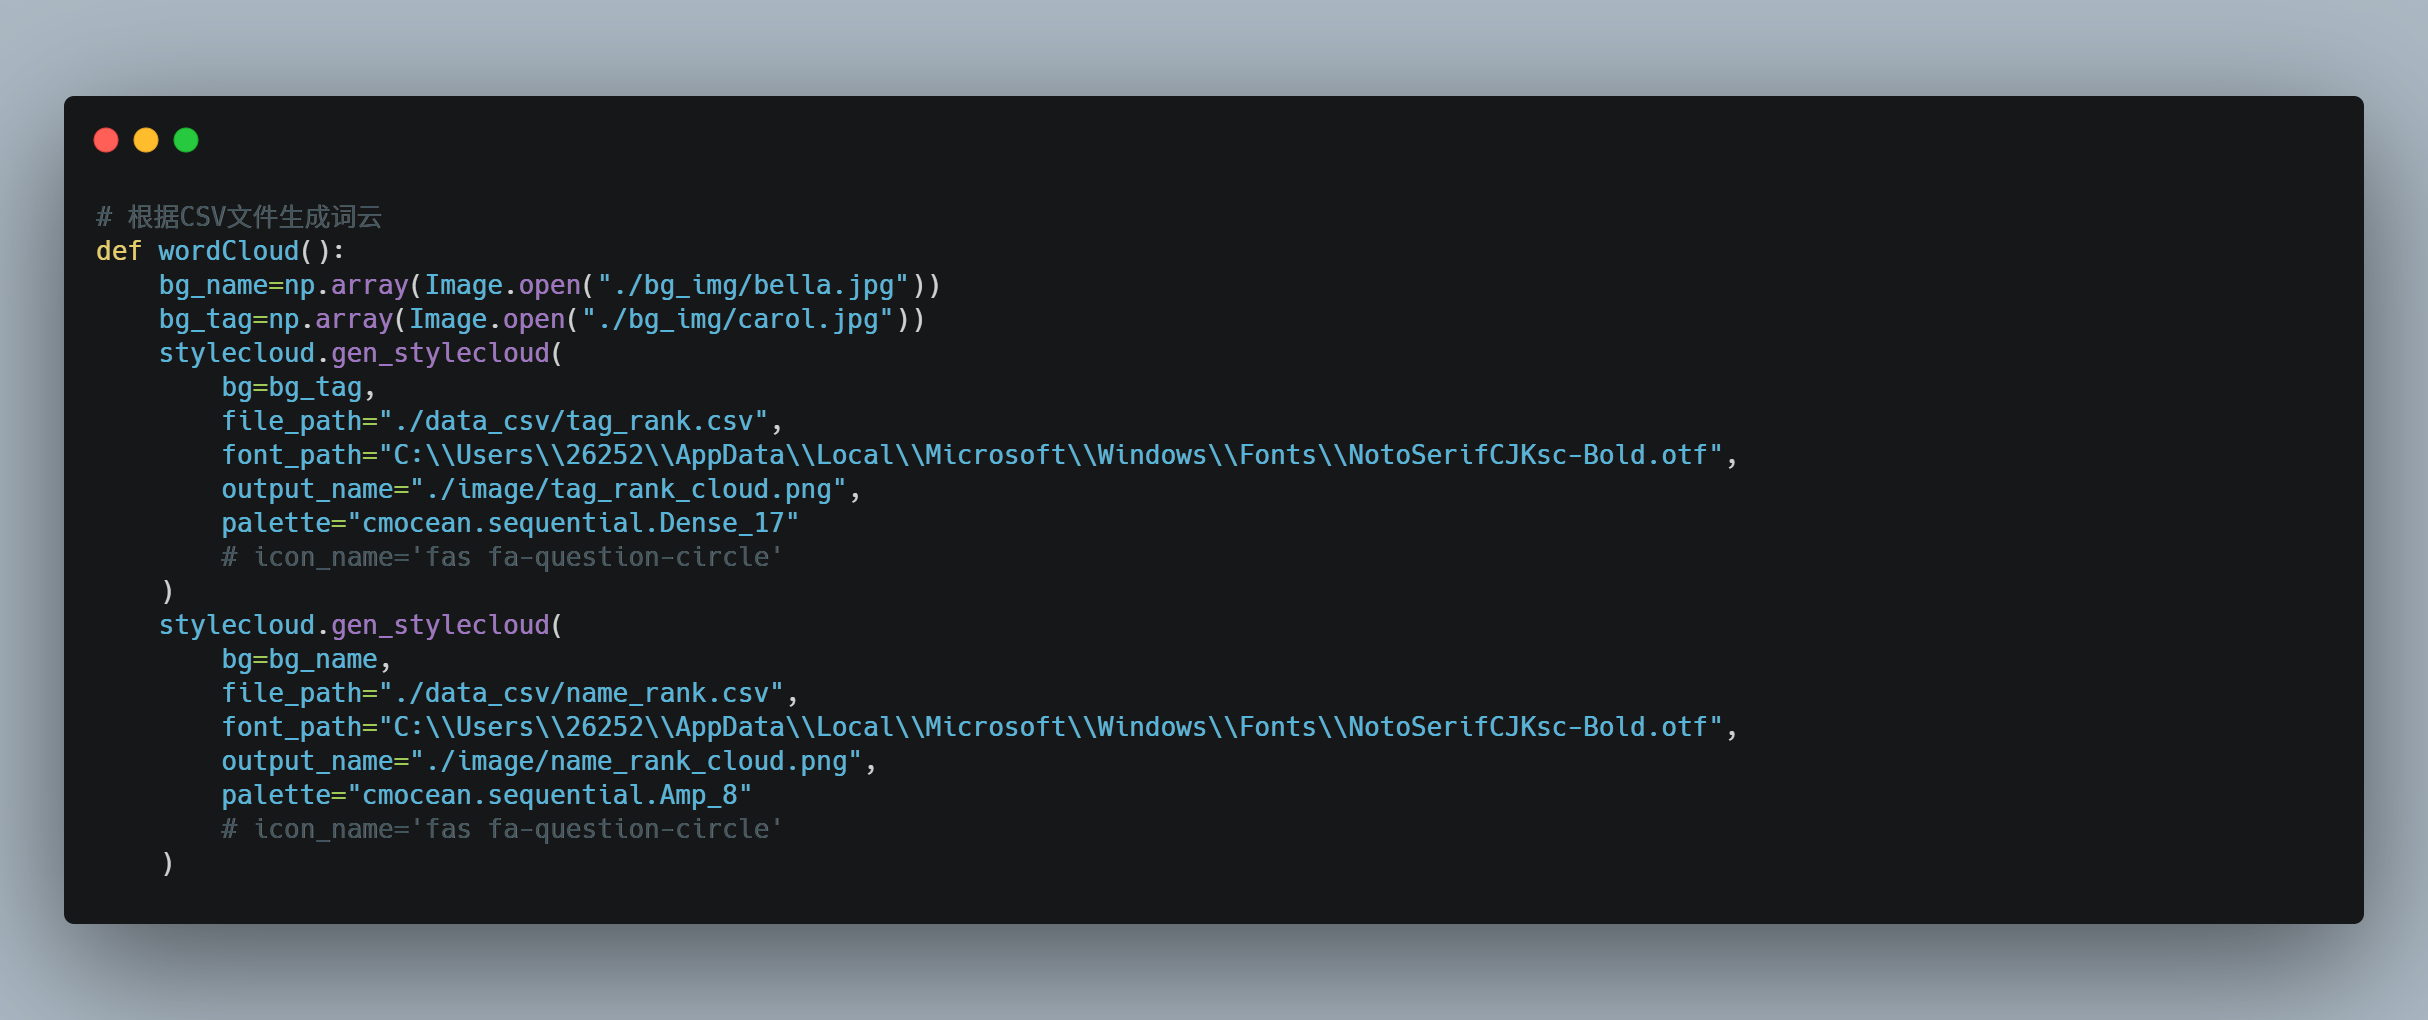 # 根据CSV文件生成词云
def wordCloud():
    bg_name=np.array(Image.open("./bg_img/bella.jpg"))
    bg_tag=np.array(Image.open("./bg_img/carol.jpg"))
    stylecloud.gen_stylecloud(
        bg=bg_tag,
        file_path="./data_csv/tag_rank.csv",
        font_path="C:\\Users\\26252\\AppData\\Local\\Microsoft\\Windows\\Fonts\\NotoSerifCJKsc-Bold.otf",
        output_name="./image/tag_rank_cloud.png",
        palette="cmocean.sequential.Dense_17"
        # icon_name='fas fa-question-circle'
    )
    stylecloud.gen_stylecloud(
        bg=bg_name,
        file_path="./data_csv/name_rank.csv",
        font_path="C:\\Users\\26252\\AppData\\Local\\Microsoft\\Windows\\Fonts\\NotoSerifCJKsc-Bold.otf",
        output_name="./image/name_rank_cloud.png",
        palette="cmocean.sequential.Amp_8"
        # icon_name='fas fa-question-circle'
    )